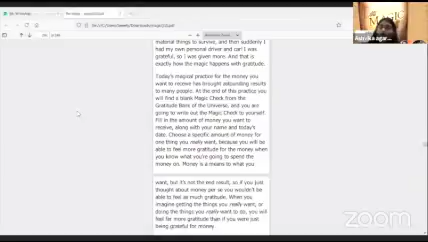 material things to survive, and then suddenly I
had my own personal driver and car! I was
grateful, so I was given more. And that is
exactly how the magic happens with gratitude.
Today's magical practice for the money you
want to receive has brought astounding results
to many people. At the end of this practice you
will find a blank Magic Check from the
Gratitude Bank of the Universe, and you are
going to write out the Magic Check to yourself.
Fill in the amount of money you want to
receive, along with your name and today's
date. Choose a specific amount of money for
one thing you really want, because you will be
able to feel more gratitude for the money when
you know what you're going to spend the
money on. Money is a means to what you
want, but it's not the end result, so if you just
thought about money per se you wouldn't be
able to feel as much gratitude. When you
imagine getting the things you really want, or
doing the things you really want to do, you will
feel far more gratitude than if you were just
being grateful for money.
zoom